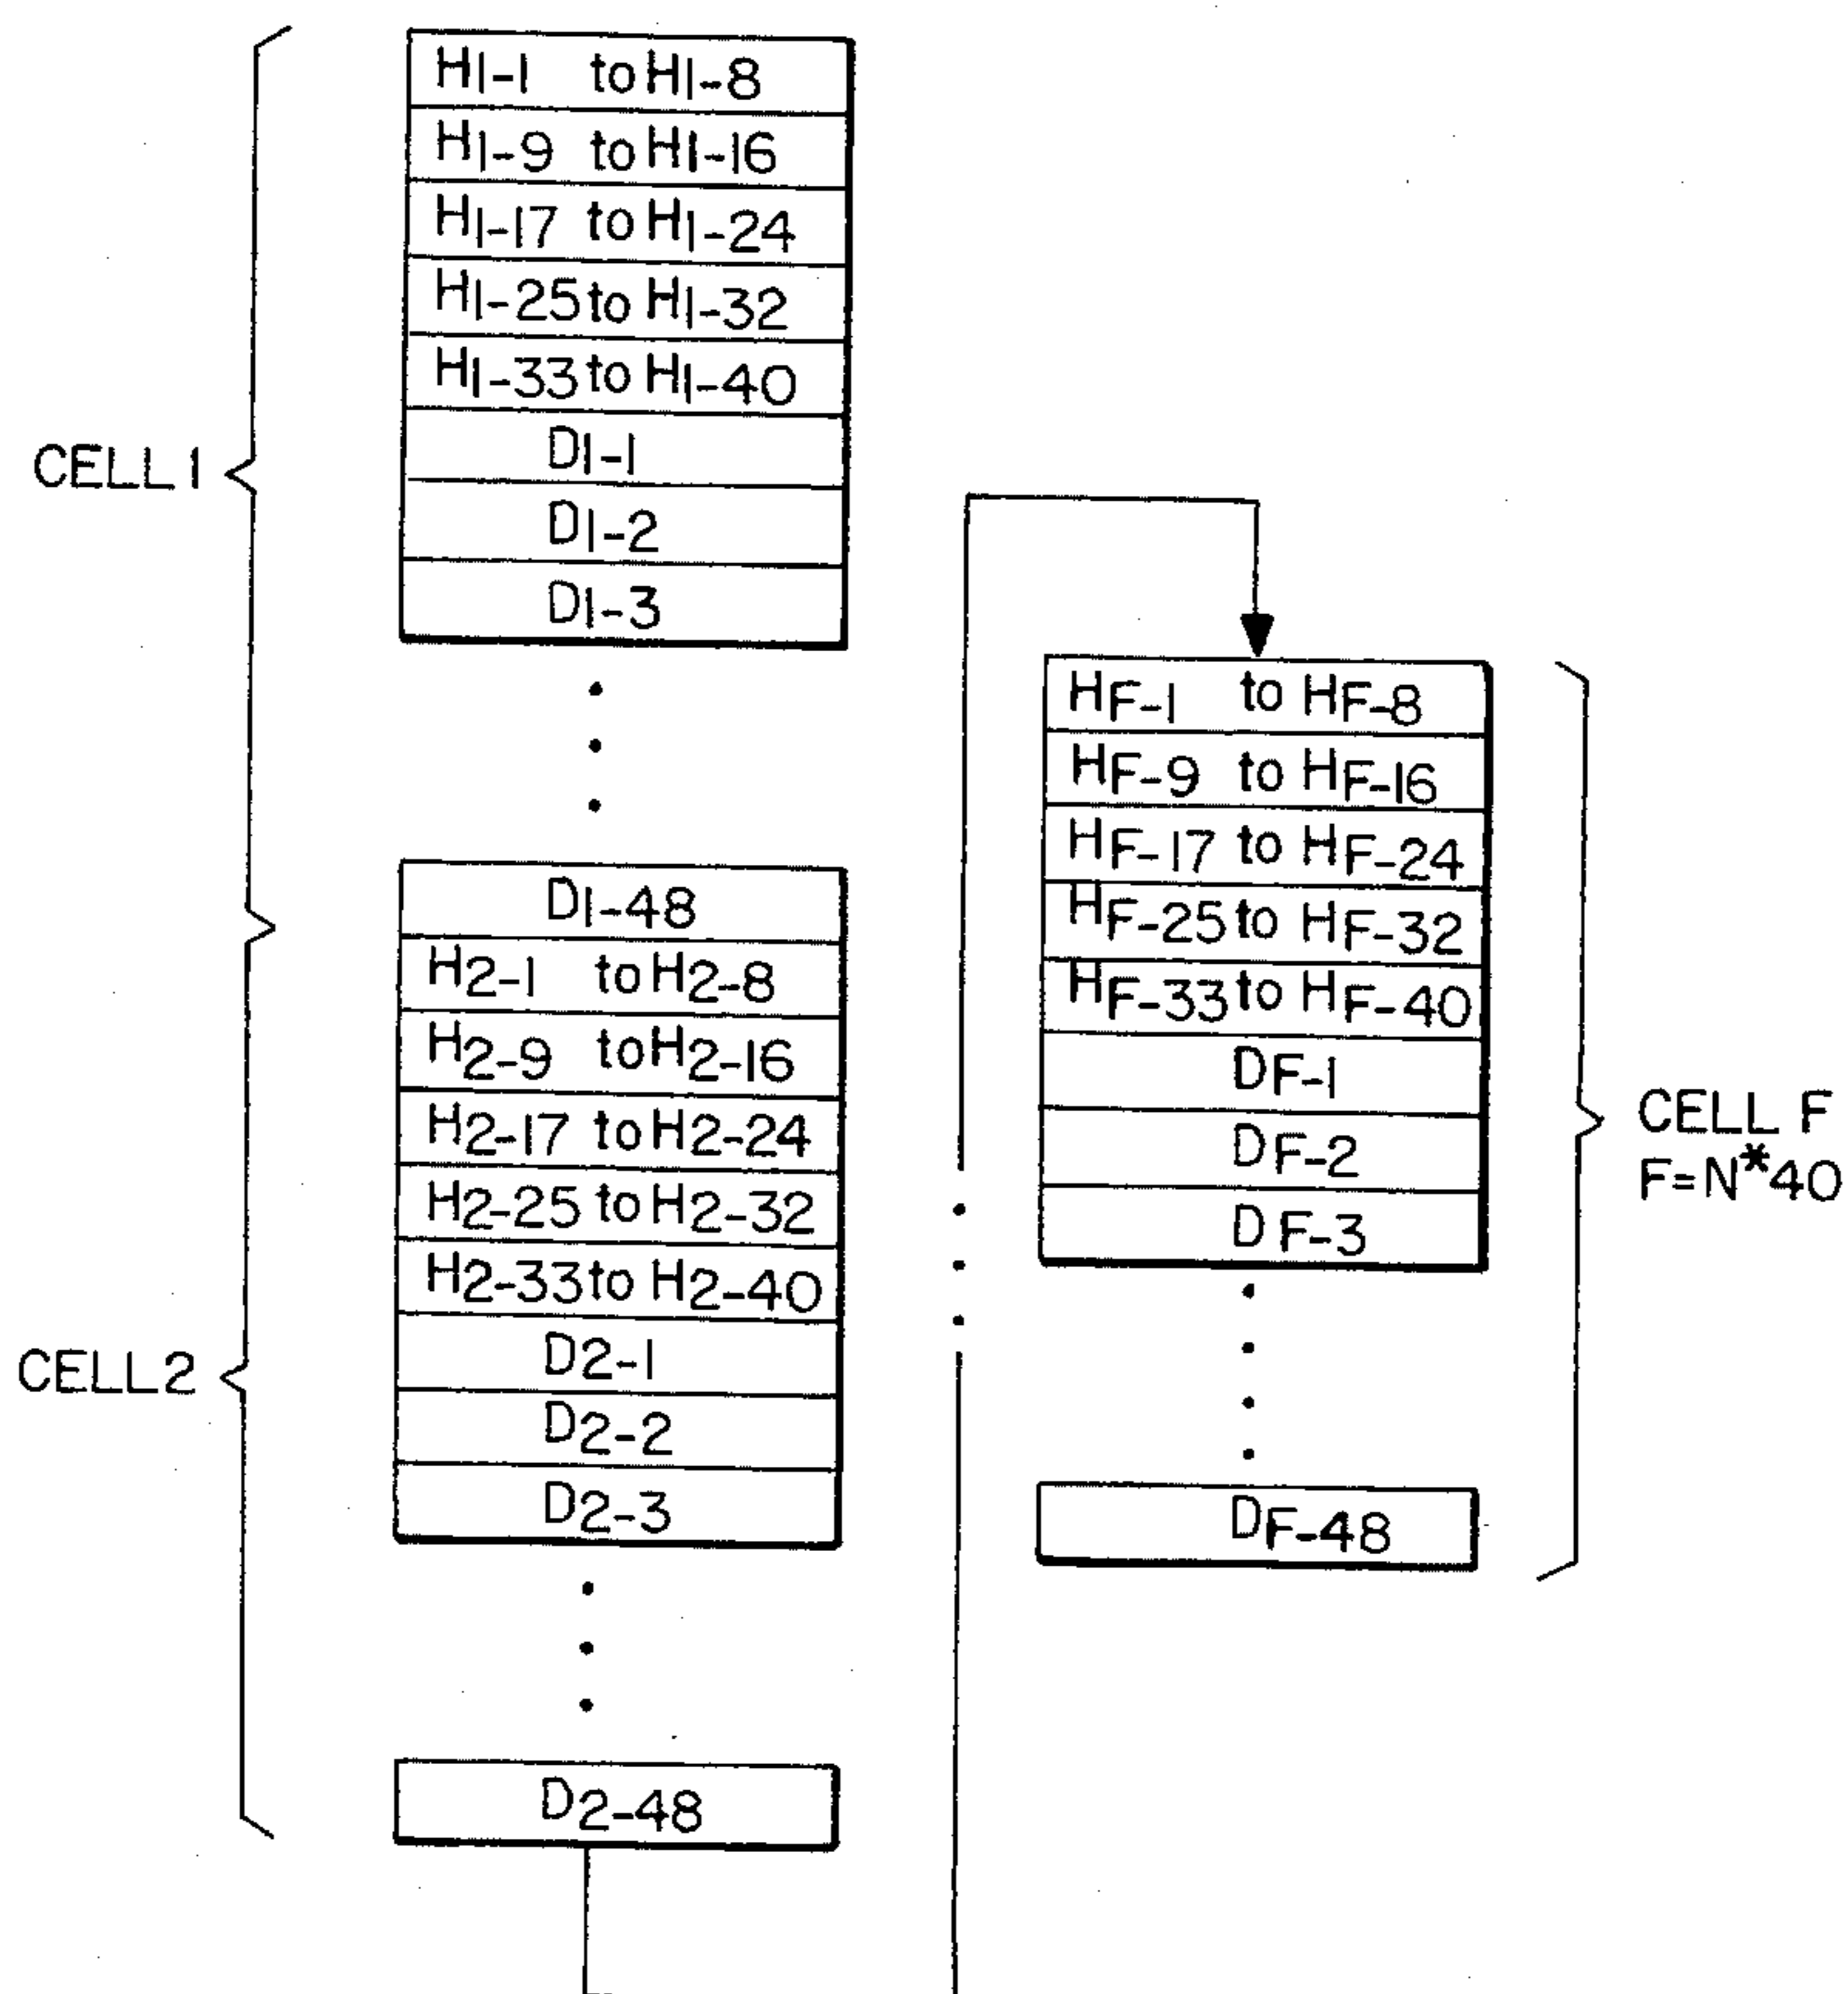 CELL 1
H1-1 to H1-8
H1-9 to H1-16
H1-17 to H1-24
H1-25 to H1-32
H1-33 to H1-40
D1-1
D1-2
D1-3
D1-48
CELL 2
H2-1 to H2-8
H2-9 to H2-16
H2-17 to H2-24
H2-25 to H2-32
H2-33 to H2-40
D2-1
D2-2
D2-3
D2-48
HF-1 to HF-8
HF-9 to HF-16
HF-17 to HF-24
HF-25 to HF-32
HF-33 to HF-40
DF-1
DF-2
DF-3
DF-48
CELL F
F=N*40